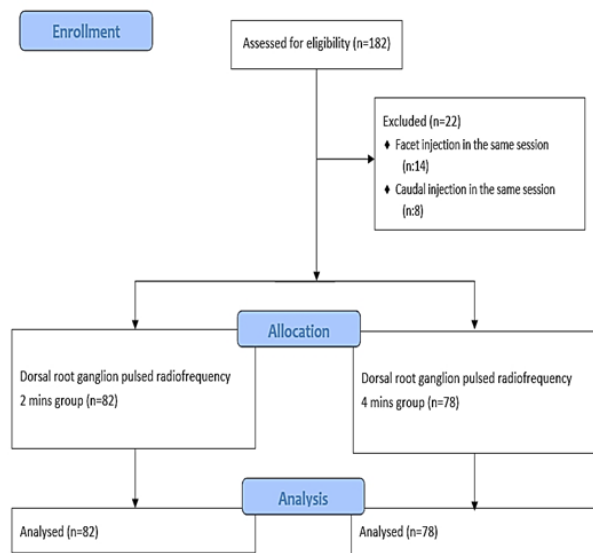 Enrollment
Assessed for eligibility (n=182)
Excluded (n=22)
♦ Facet injection in the same session
(n:14)
♦ Caudal injection in the same session
(n:8)
Allocation
Dorsal root ganglion pulsed radiofrequency
2 mins group (n=82)
Dorsal root ganglion pulsed radiofrequency
4 mins group (n=78)
Analysis
Analysed (n=82)
Analysed (n=78)